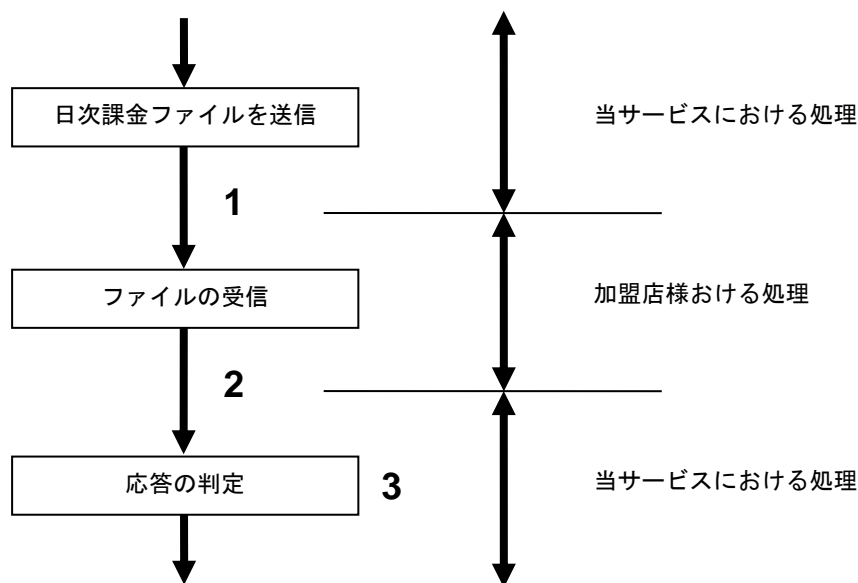 日次課金ファイルを送信
当サービスにおける処理
1
ファイルの受信
加盟店様おける処理
2
応答の判定
3
当サービスにおける処理